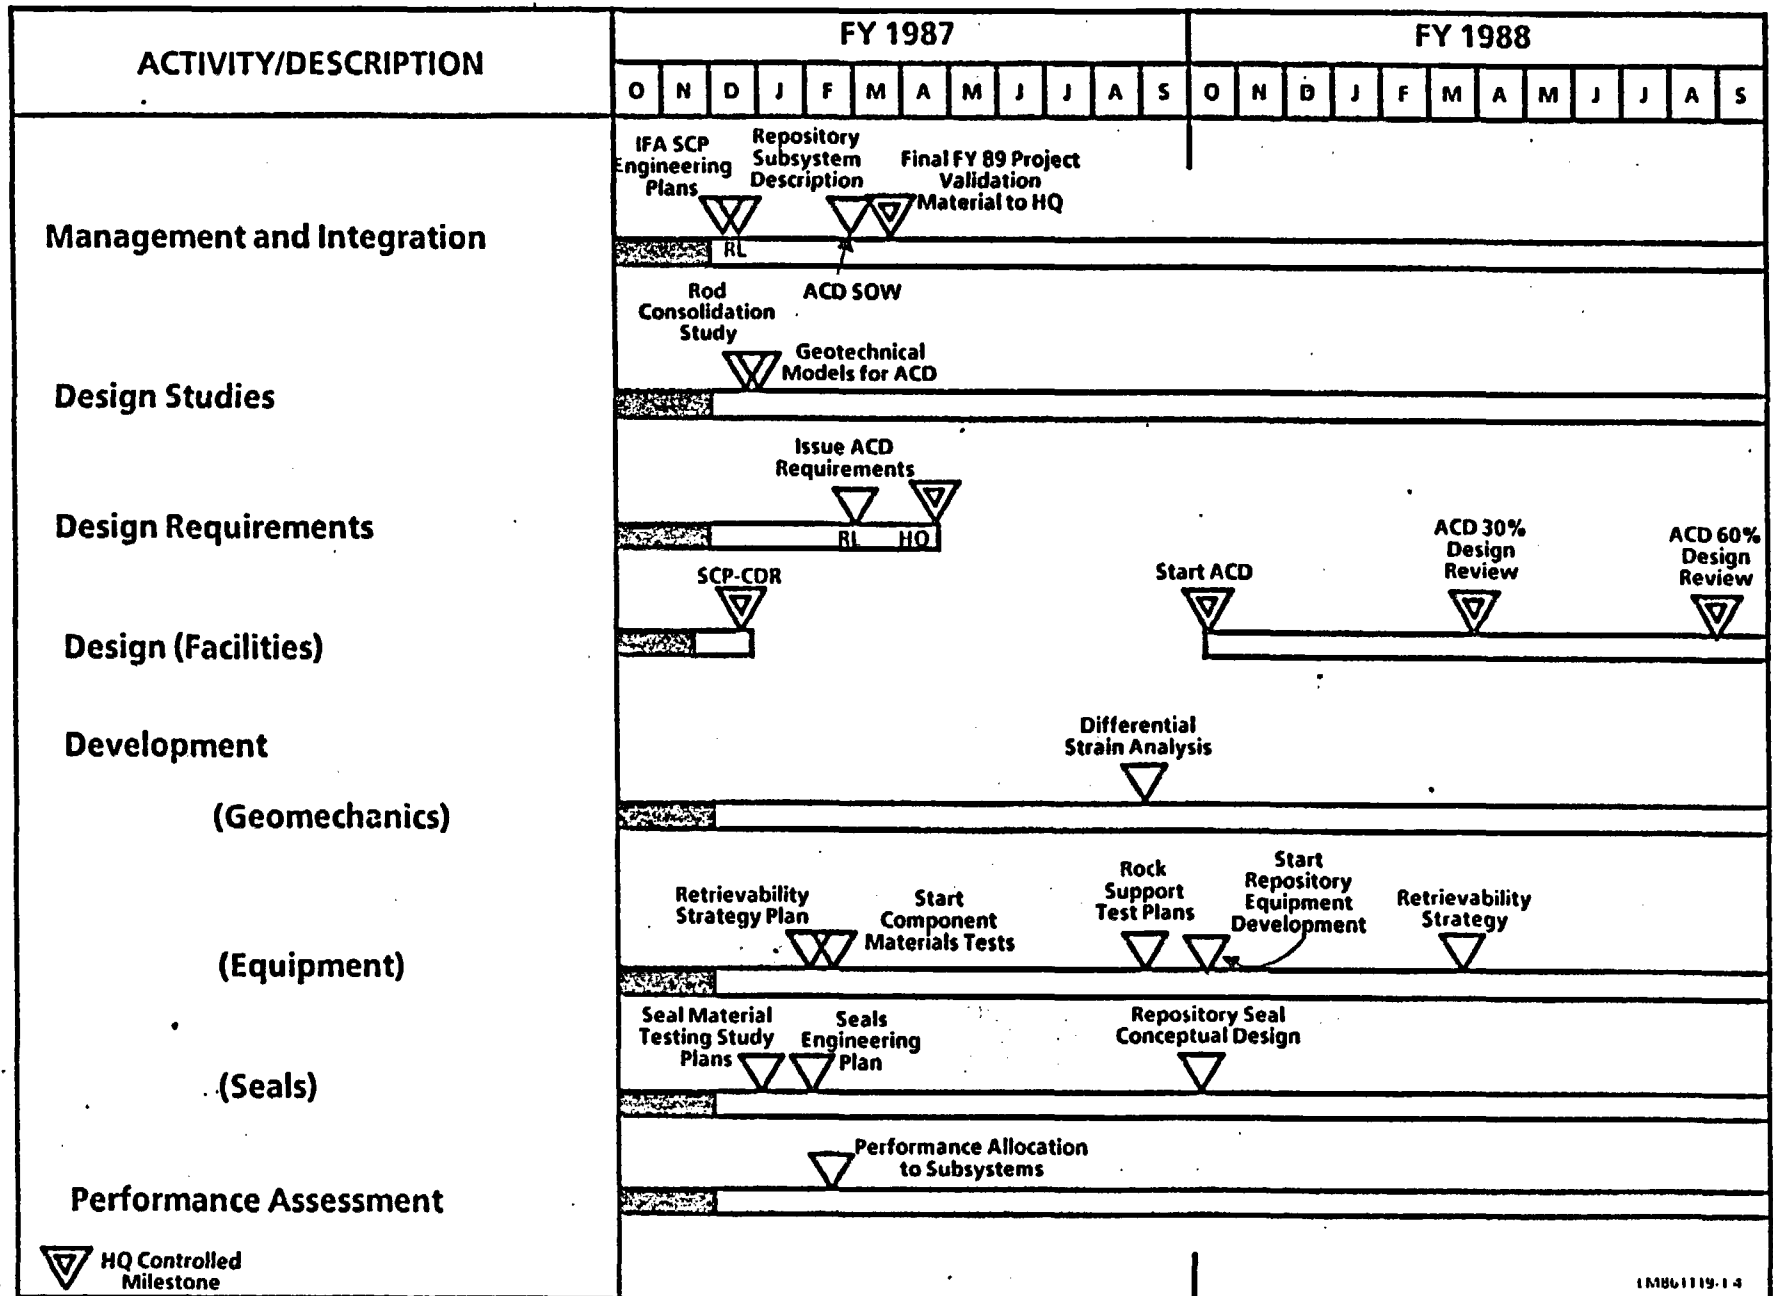 ACTIVITY/DESCRIPTION
FY 1987
FY 1988
O N D J F M A M J J A S O N D J F M A M J J A S
Management and Integration
IFA SCP
Engineering
Plans
Repository
Subsystem
Description
Final FY 89 Project
Validation
Material to HQ
RL
ACD SOW
Design Studies
Rod
Consolidation
Study
Geotechnical
Models for ACD
Design Requirements
Issue ACD
Requirements
RL
HQ
Design (Facilities)
SCP-CDR
Start ACD
ACD 30%
Design
Review
ACD 60%
Design
Review
Development
(Geomechanics)
Differential
Strain Analysis
(Equipment)
Retrievability
Strategy Plan
Start
Component
Materials Tests
Rock
Support
Test Plans
Start
Repository
Equipment
Development
Retrievability
Strategy
(Seals)
Seal Material
Testing Study
Plans
Seals
Engineering
Plan
Repository Seal
Conceptual Design
Performance Assessment
Performance Allocation
to Subsystems
HQ Controlled
Milestone